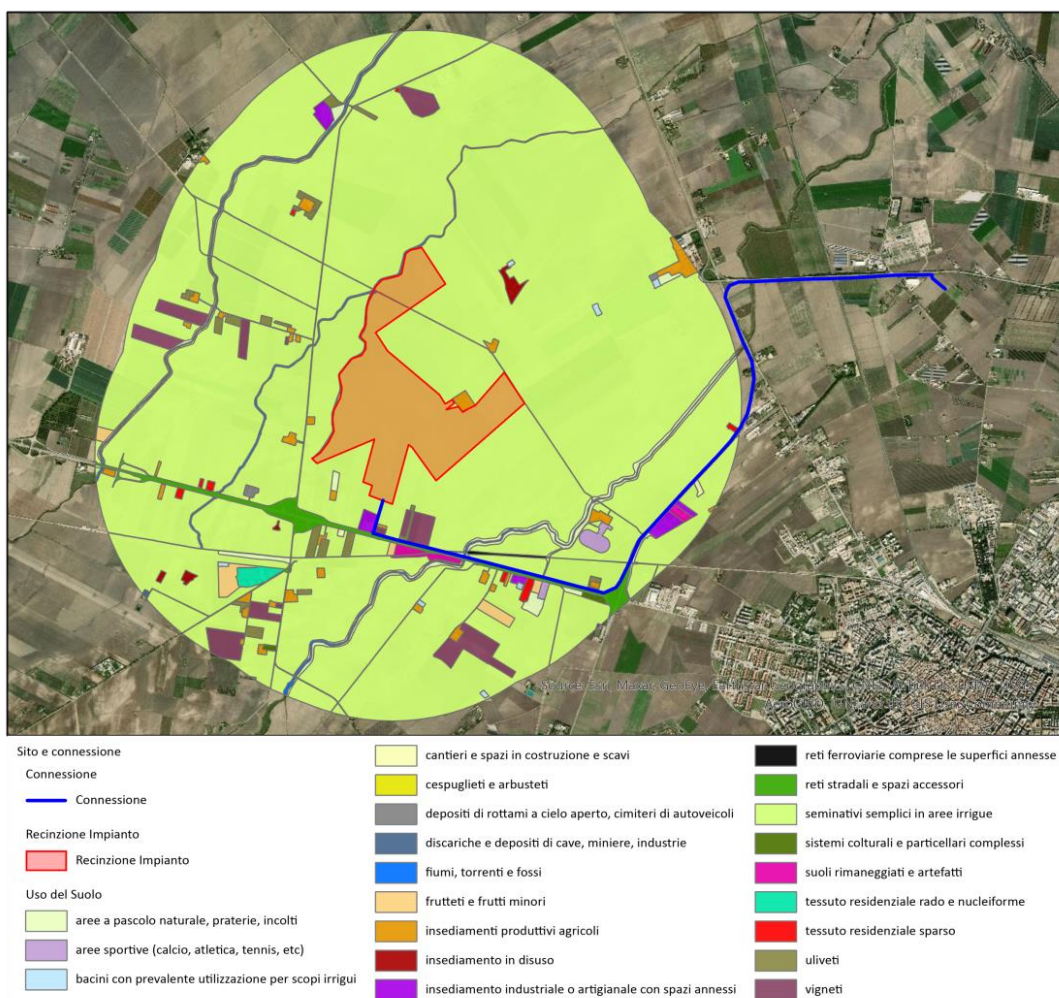 Sito e connessione
Connessione
Connessione
Recinzione Impianto
Recinzione Impianto
Uso del Suolo
aree a pascolo naturale, praterie, incolti
aree sportive (calcio, atletica, tennis, etc)
bacini con prevalente utilizzazione per scopi irrigui
cantieri e spazi in costruzione e scavi
cespuglieti e arbusteti
depositi di rottami a cielo aperto, cimiteri di autoveicoli
discariche e depositi di cave, miniere, industrie
fiumi, torrenti e fossi
frutteti e frutti minori
insediamenti produttivi agricoli
insediamento in disuso
insediamento industriale o artigianale con spazi annessi
reti ferroviarie comprese le superfici annesse
reti stradali e spazi accessori
seminativi semplici in aree irrigue
sistemi colturali e particellari complessi
suoli rimaneggiati e artefatti
tessuto residenziale rado e nucleiforme
tessuto residenziale sparso
uliveti
vigneti